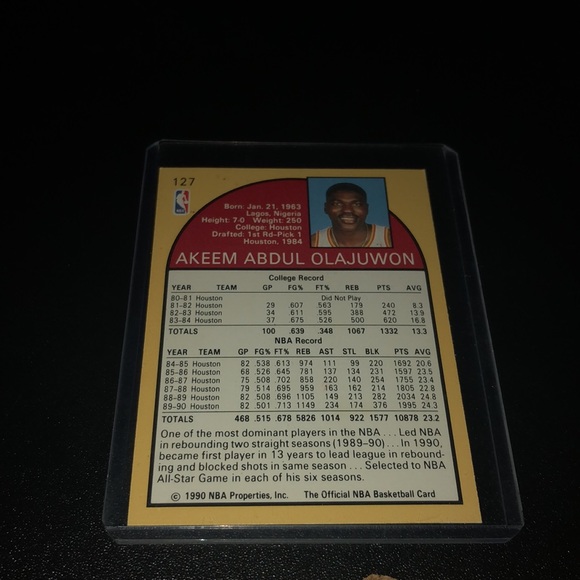 127
NBA
Born: Jan. 21, 1963
Lagos, Nigeria
Height: 7-0 Weight: 250
College: Houston
Drafted: 1st Rd-Pick 1
Houston, 1984
AKEEM ABDUL OLAJUWON
College Record
YEAR TEAM GP FG% FT% REB PTS AVG
80-81 Houston Did Not Play
81-82 Houston 29 .607 .563 179 240 8.3
82-83 Houston 34 .611 .595 388 472 13.9
83-84 Houston 37 .675 .526 500 620 16.8
TOTALS 100 .639 .348 1067 1332 13.3
NBA Record
YEAR TEAM GP FG% FT% REB AST STL BLK PTS AVG
84-85 Houston 82 .538 .613 974 111 99 220 1692 20.6
85-86 Houston 68 .526 .645 781 137 134 231 1597 23.5
86-87 Houston 75 .508 .702 858 220 140 254 1755 23.4
87-88 Houston 79 .514 .695 959 163 162 214 1805 22.8
88-89 Houston 82 .508 .696 1105 149 213 282 2034 24.8
89-90 Houston 82 .501 .713 1149 234 174 376 1995 24.3
TOTALS 468 .515 .678 5826 1014 922 1577 10878 23.2
One of the most dominant players in the NBA . . . Led NBA
in rebounding two straight seasons (1989-90) . . . In 1990,
became first player in 13 years to lead league in rebound-
ing and blocked shots in same season . . . Selected to NBA
All-Star Game in each of his six seasons.
© 1990 NBA Properties, Inc. The Official NBA Basketball Card